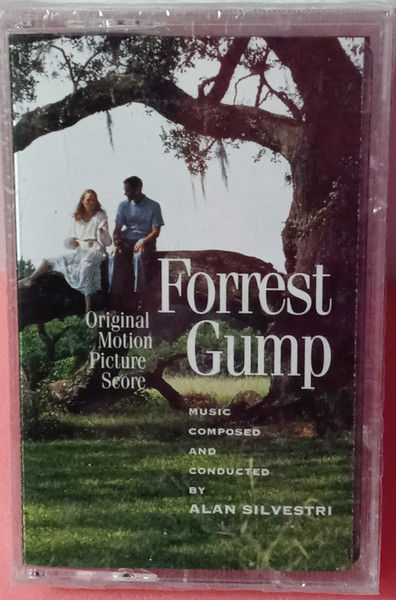 Forrest
Gump
Original
Motion
Picture
Score
MUSIC
COMPOSED
AND
CONDUCTED
BY
ALAN SILVESTRI